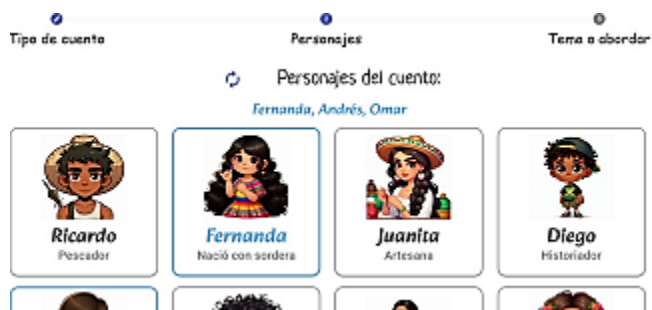 Tipo de cuento
Personajes
Tema a abordar
Personajes del cuento:
Fernanda, Andrés, Omar
Ricardo
Pescador
Fernanda
Nació con sordera
Juanita
Artesana
Diego
Historiador